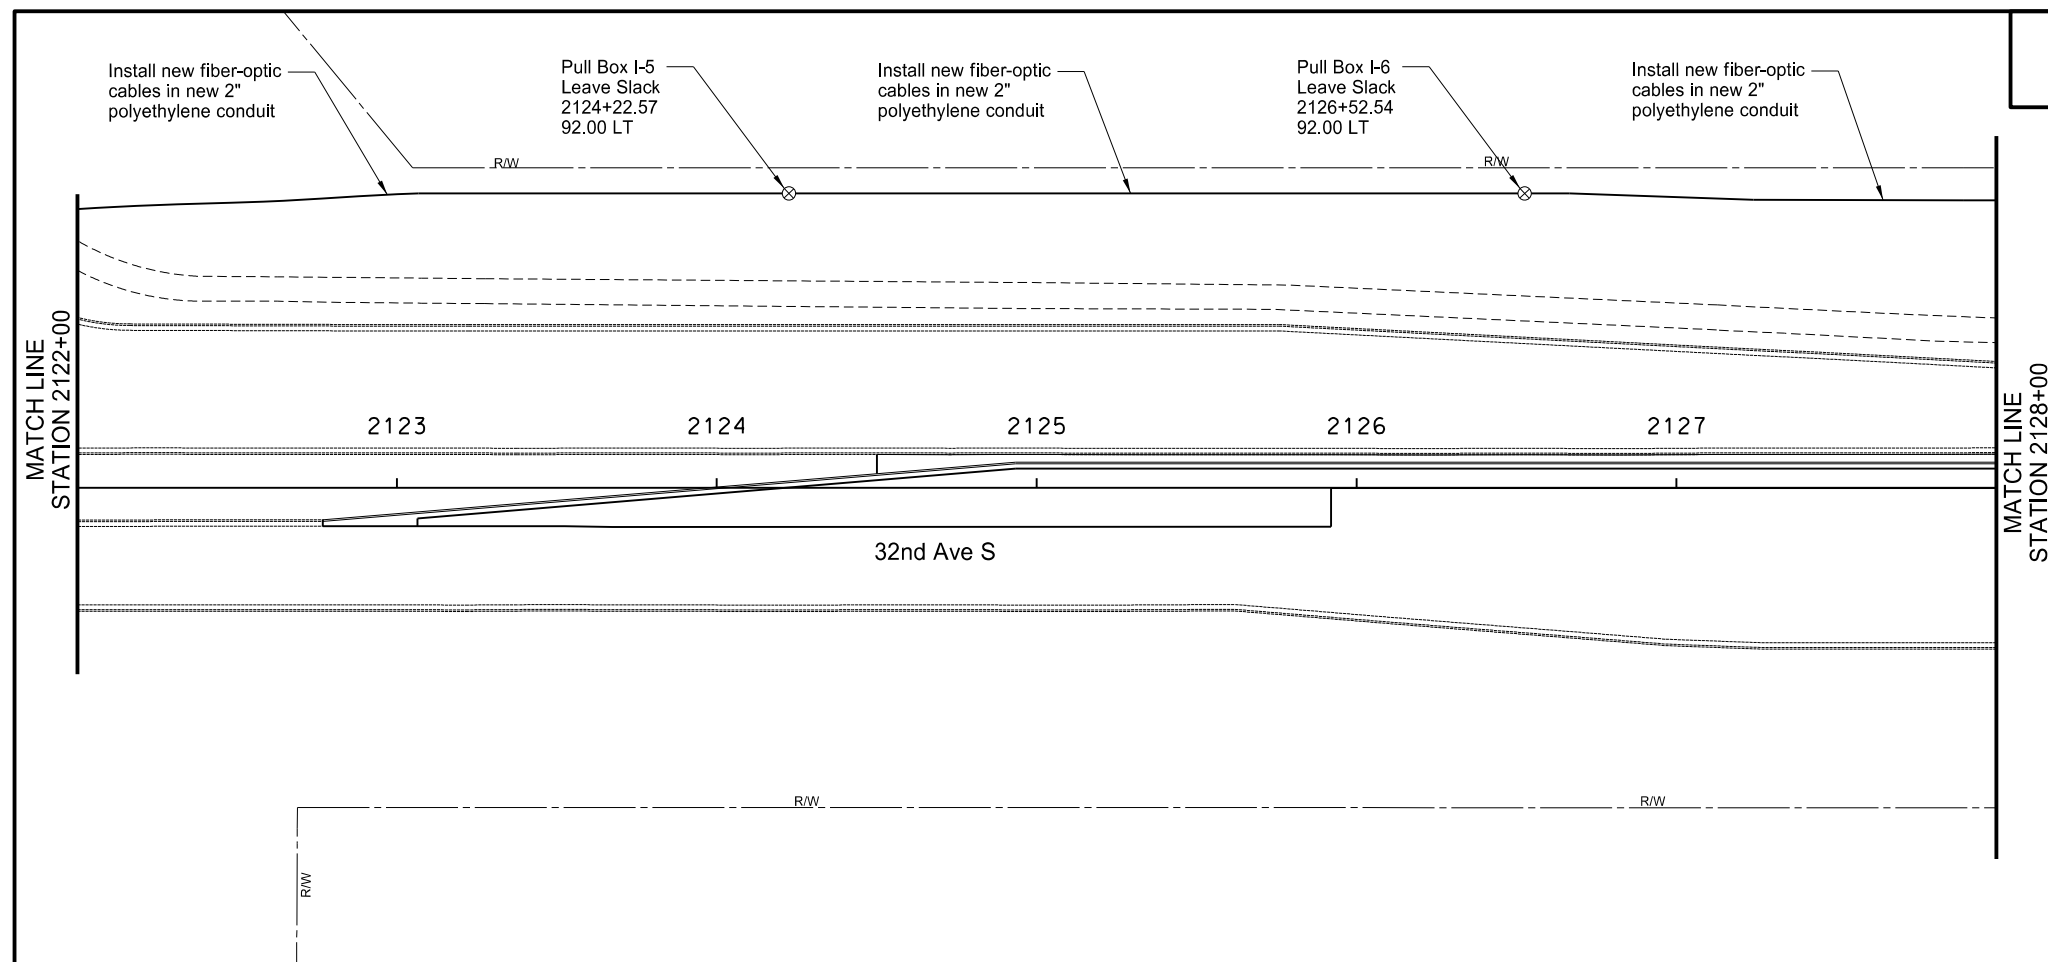 Install new fiber-optic
cables in new 2"
polyethylene conduit
Pull Box I-5
Leave Slack
2124+22.57
92.00 LT
Install new fiber-optic
cables in new 2"
polyethylene conduit
Pull Box I-6
Leave Slack
2126+52.54
92.00 LT
Install new fiber-optic
cables in new 2"
polyethylene conduit
R/W
R/W
MATCH LINE
STATION 2122+00
2123
2124
2125
2126
2127
MATCH LINE
STATION 2128+00
32nd Ave S
R/W
R/W
R/W